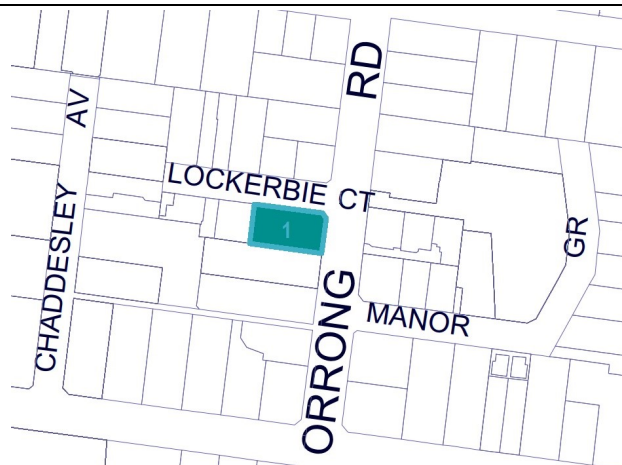 RD
AV
LOCKERBIE CT
1
CHADDESLEY
GR
MANOR
ORRONG